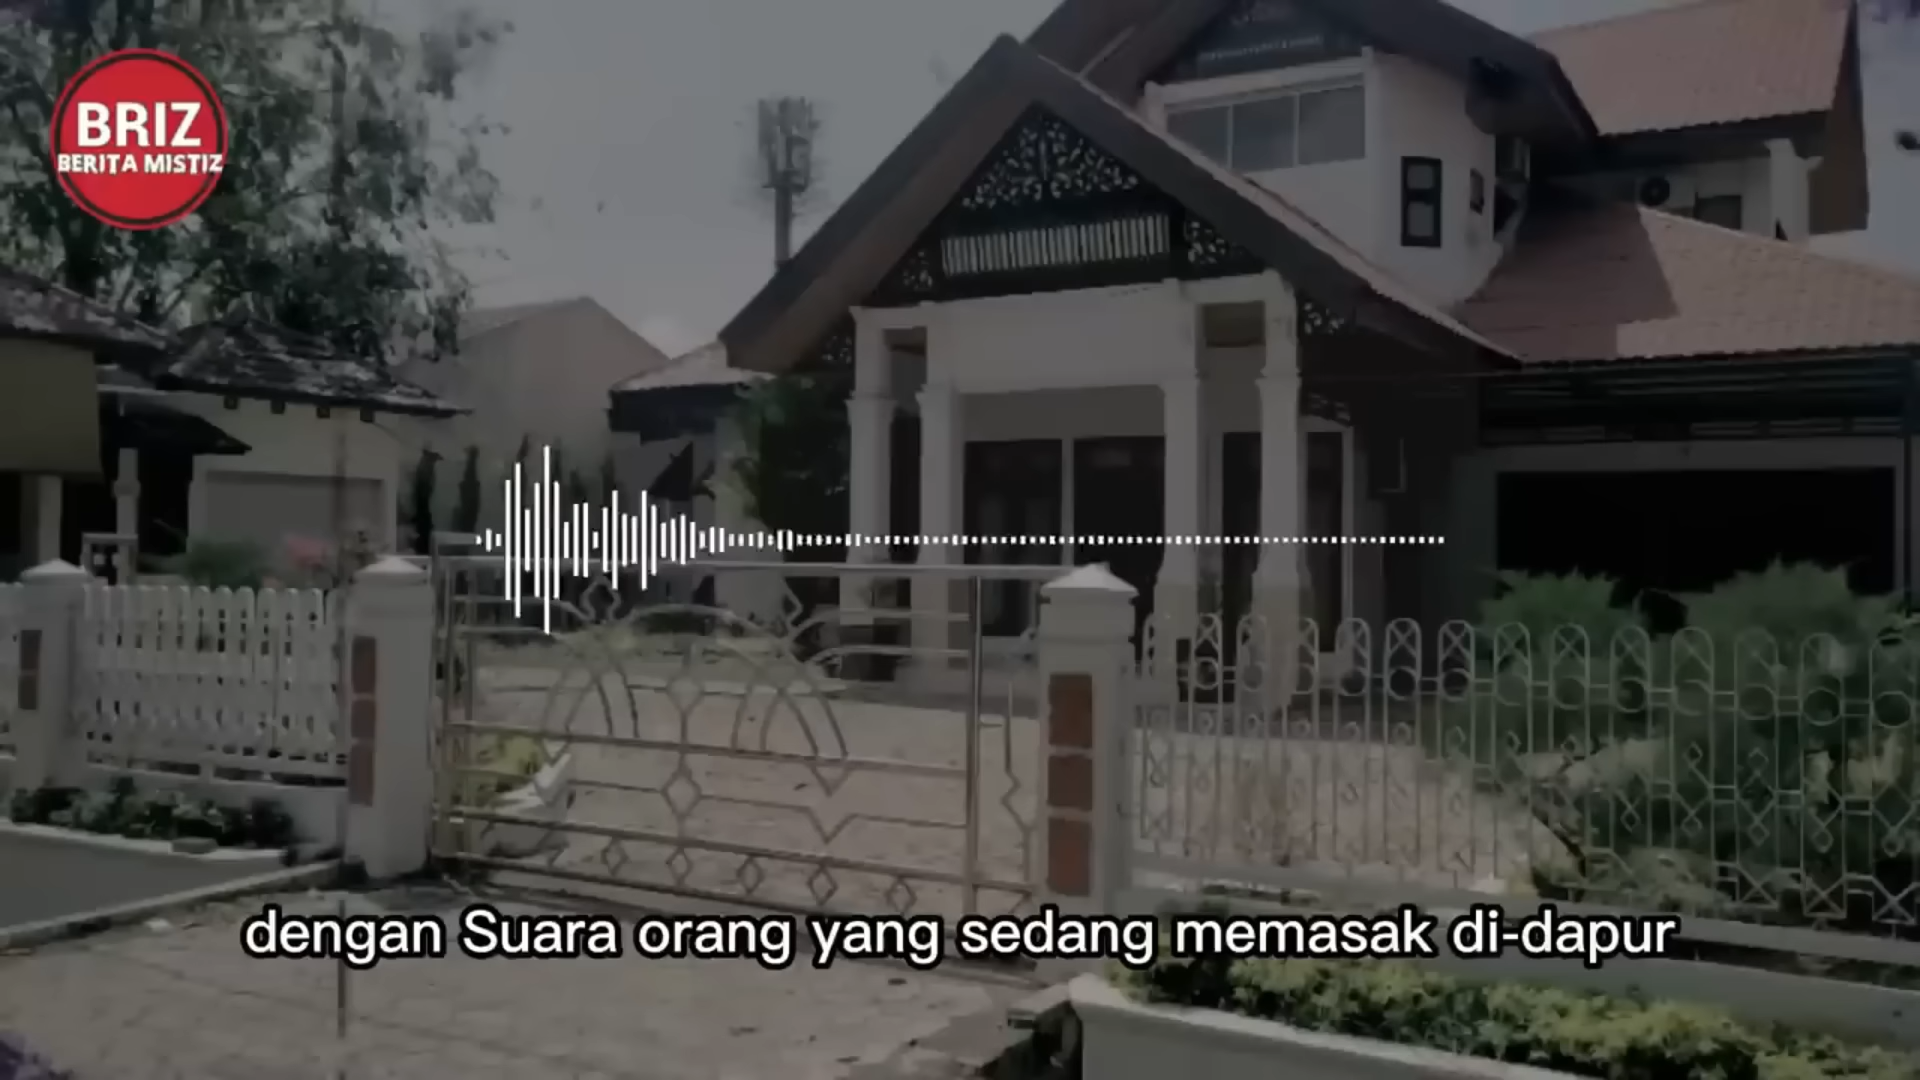 BRIZ
BERITA MISTIZ
dengan Suara orang yang sedang memasak di-dapur